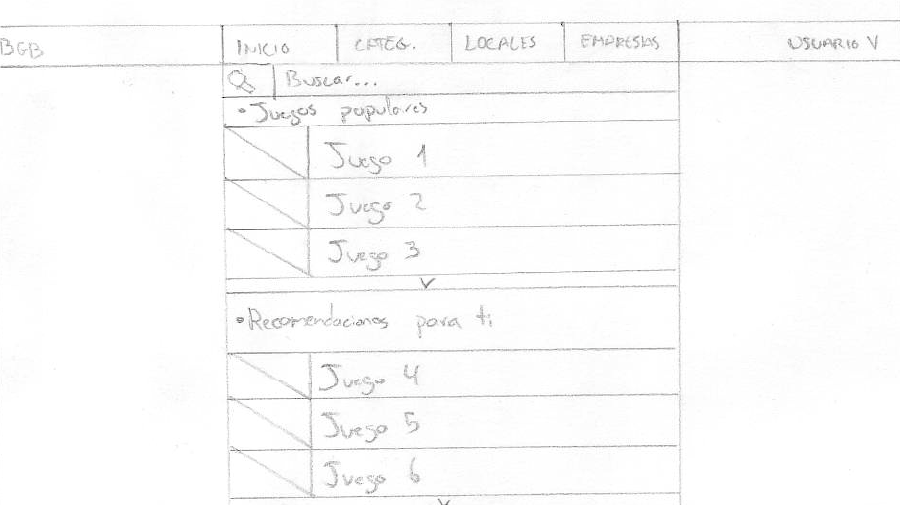 BGB INICIO CATEG. LOCALES EMPRESAS USUARIO V
Buscar...
• Juegos populares
Juego 1
Juego 2
Juego 3
V
• Recomendaciones para ti
Juego 4
Juego 5
Juego 6
V